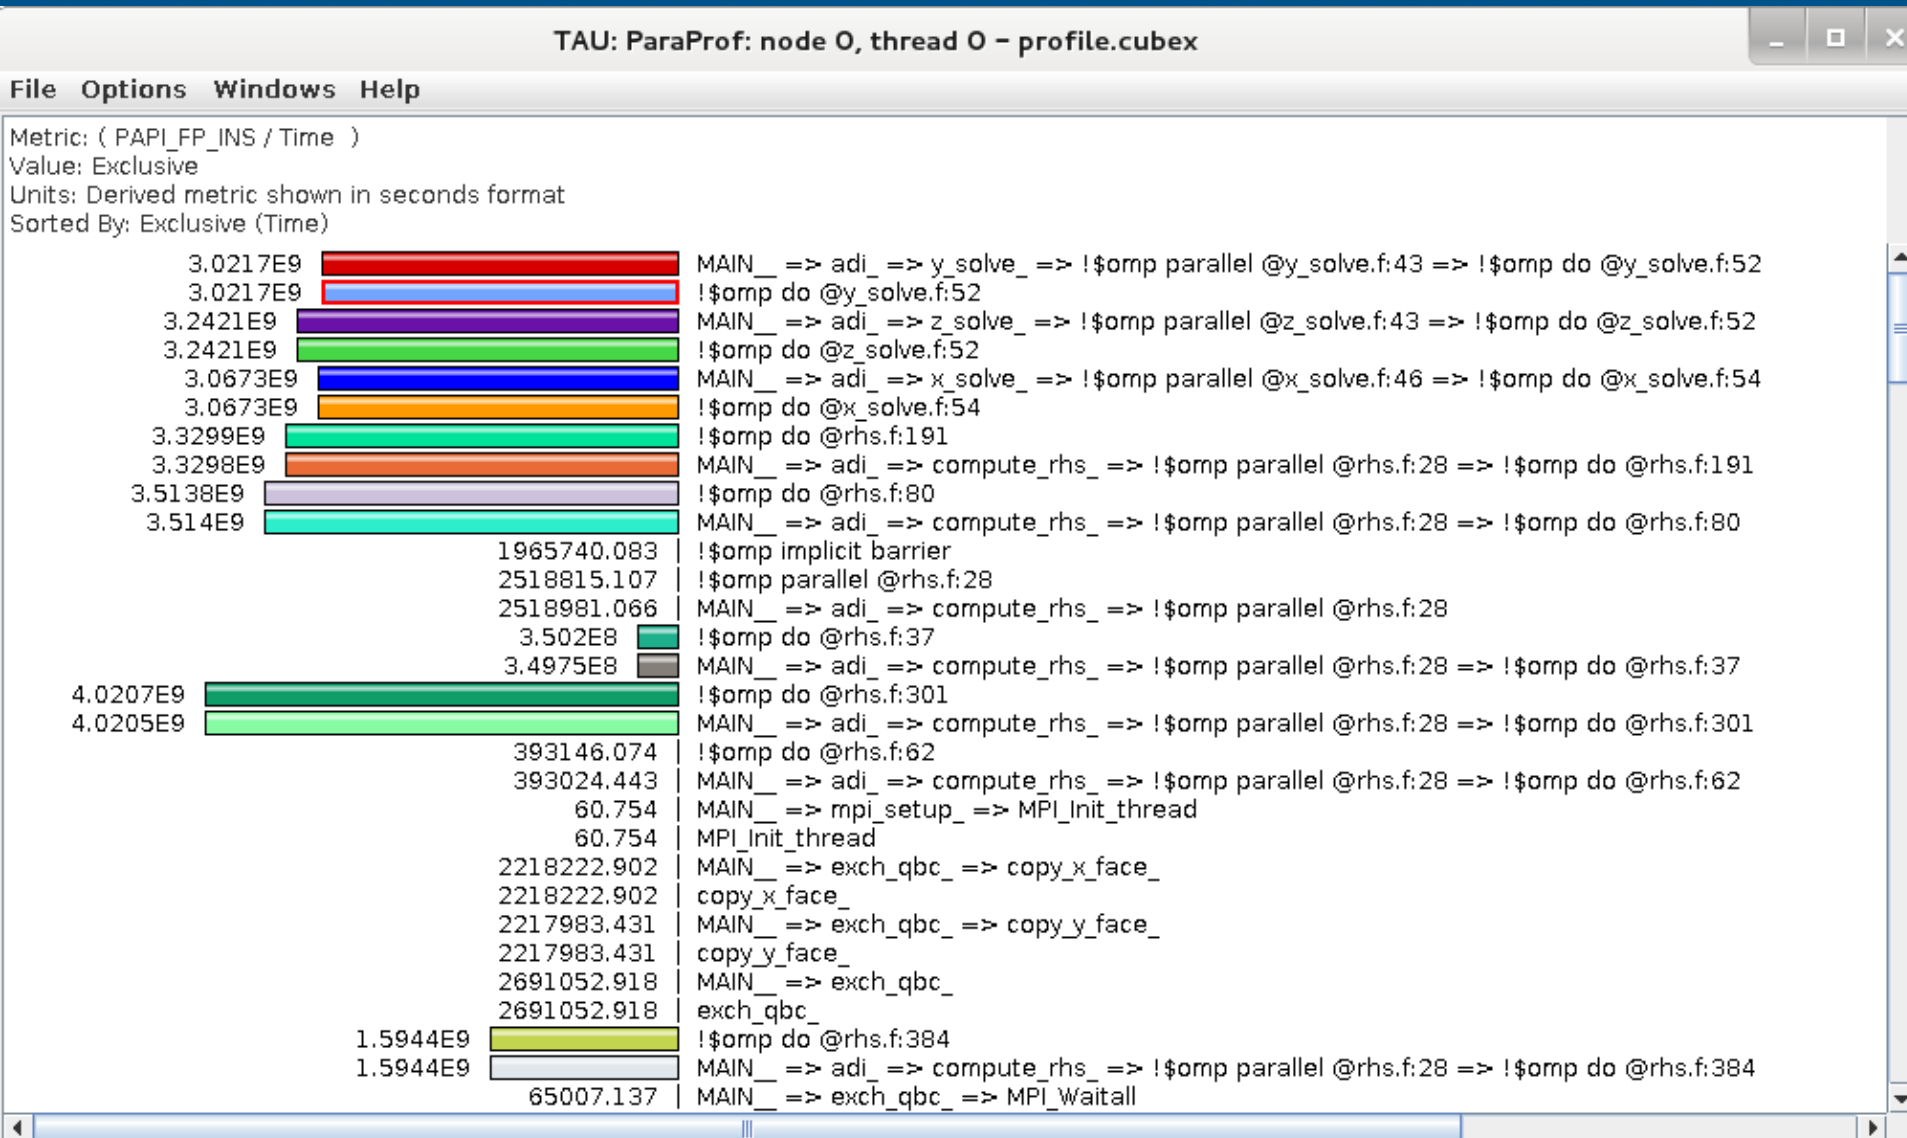 TAU: ParaProf: node 0, thread 0 – profile.cubex
File Options Windows Help
Metric: ( PAPI_FP_INS / Time )
Value: Exclusive
Units: Derived metric shown in seconds format
Sorted By: Exclusive (Time)
3.0217E9 MAIN__ => adi_ => y_solve_ => !$omp parallel @y_solve.f:43 => !$omp do @y_solve.f:52
3.0217E9 !$omp do @y_solve.f:52
3.2421E9 MAIN__ => adi_ => z_solve_ => !$omp parallel @z_solve.f:43 => !$omp do @z_solve.f:52
3.2421E9 !$omp do @z_solve.f:52
3.0673E9 MAIN__ => adi_ => x_solve_ => !$omp parallel @x_solve.f:46 => !$omp do @x_solve.f:54
3.0673E9 !$omp do @x_solve.f:54
3.3299E9 !$omp do @rhs.f:191
3.3298E9 MAIN__ => adi_ => compute_rhs_ => !$omp parallel @rhs.f:28 => !$omp do @rhs.f:191
3.5138E9 !$omp do @rhs.f:80
3.514E9 MAIN__ => adi_ => compute_rhs_ => !$omp parallel @rhs.f:28 => !$omp do @rhs.f:80
1965740.083 !$omp implicit barrier
2518815.107 !$omp parallel @rhs.f:28
2518981.066 MAIN__ => adi_ => compute_rhs_ => !$omp parallel @rhs.f:28
3.502E8 !$omp do @rhs.f:37
3.4975E8 MAIN__ => adi_ => compute_rhs_ => !$omp parallel @rhs.f:28 => !$omp do @rhs.f:37
4.0207E9 !$omp do @rhs.f:301
4.0205E9 MAIN__ => adi_ => compute_rhs_ => !$omp parallel @rhs.f:28 => !$omp do @rhs.f:301
393146.074 !$omp do @rhs.f:62
393024.443 MAIN__ => adi_ => compute_rhs_ => !$omp parallel @rhs.f:28 => !$omp do @rhs.f:62
60.754 MAIN__ => mpi_setup_ => MPI_Init_thread
60.754 MPI_Init_thread
2218222.902 MAIN__ => exch_qbc_ => copy_x_face_
2218222.902 copy_x_face_
2217983.431 MAIN__ => exch_qbc_ => copy_y_face_
2217983.431 copy_y_face_
2691052.918 MAIN__ => exch_qbc_
2691052.918 exch_qbc_
1.5944E9 !$omp do @rhs.f:384
1.5944E9 MAIN__ => adi_ => compute_rhs_ => !$omp parallel @rhs.f:28 => !$omp do @rhs.f:384
65007.137 MAIN__ => exch_qbc_ => MPI_Waitall